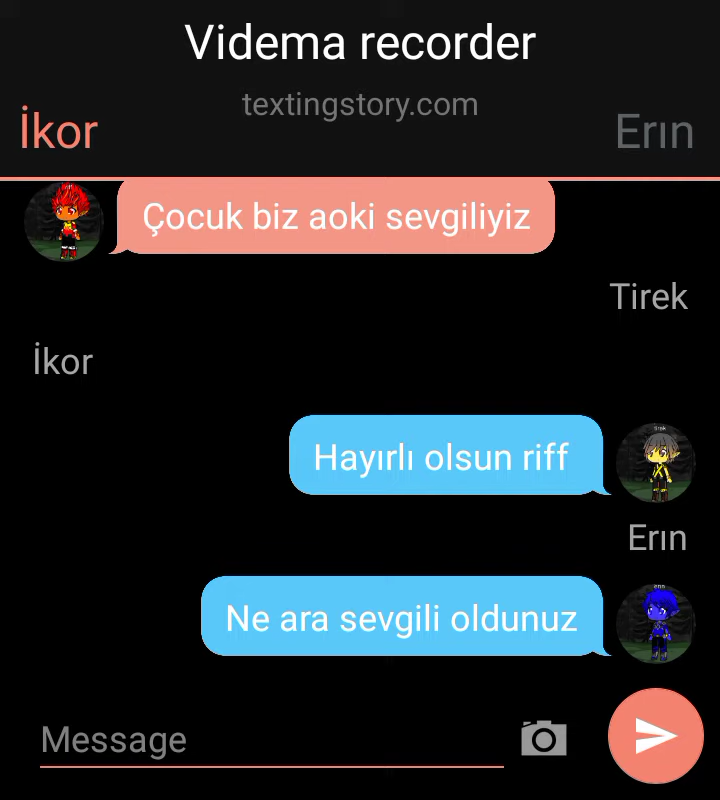 Videma recorder
textingstory.com
İkor
Erın
Çocuk biz aoki sevgiliyiz
Tirek
İkor
Hayırlı olsun riff
Erın
Ne ara sevgili oldunuz
Message